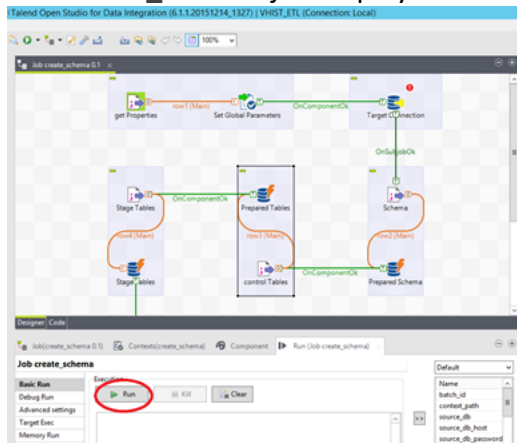 Talend Open Studio for Data Integration (6.1.1.20151214_1327) | VHIST_ETL (Connection: Local)
100%
Job create_schema 0.1
row1 (Main)
OnComponentOk
get Properties
Set Global Parameters
Target Connection
OnSubjobOk
OnComponentOk
Stage Tables
Prepared Tables
Schema
row4 (Main)
row3 (Main)
row2 (Main)
OnComponentOk
Stage Tables
control Tables
Prepared Schema
Designer Code
Job(create_schema 0.1) Contexts(create_schema) Component Run (Job create_schema)
Job create_schema
Default
Basic Run
Execution
Name
Debug Run
Run Kill Clear
batch_id
Advanced settings
context_path
Target Exec
source_db
Memory Run
source_db_host
source_db_password